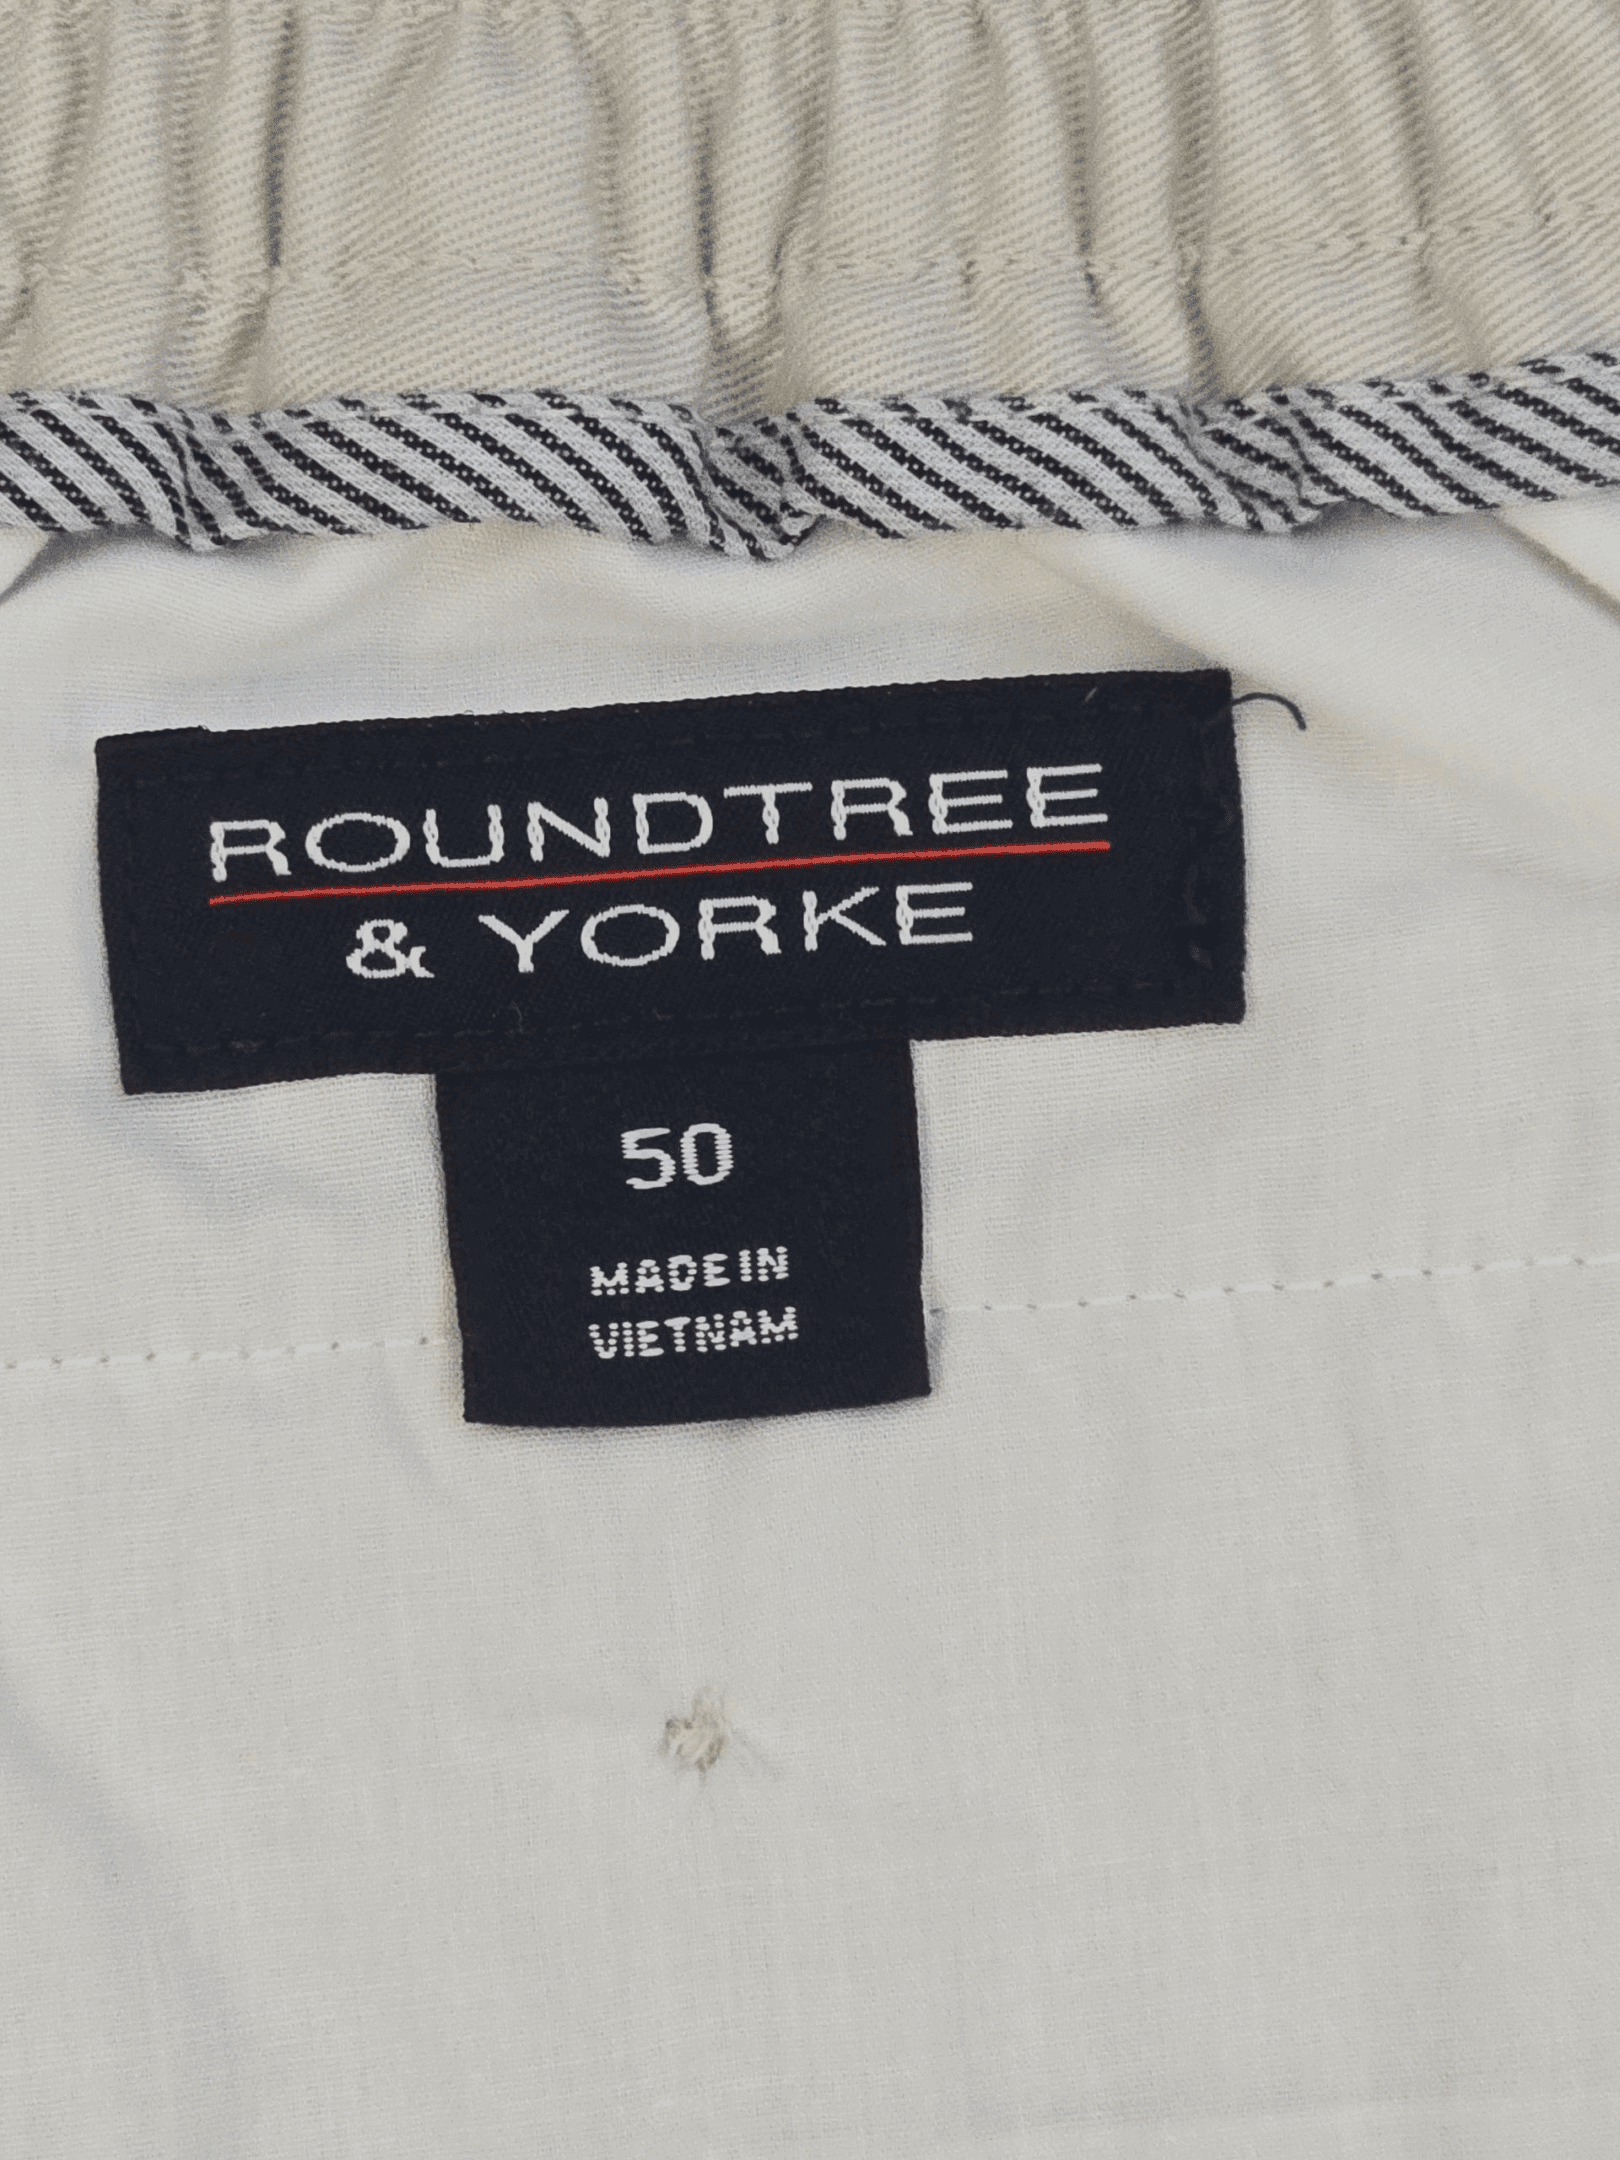 ROUNDTREE
& YORKE
50
MADE IN
VIETNAM